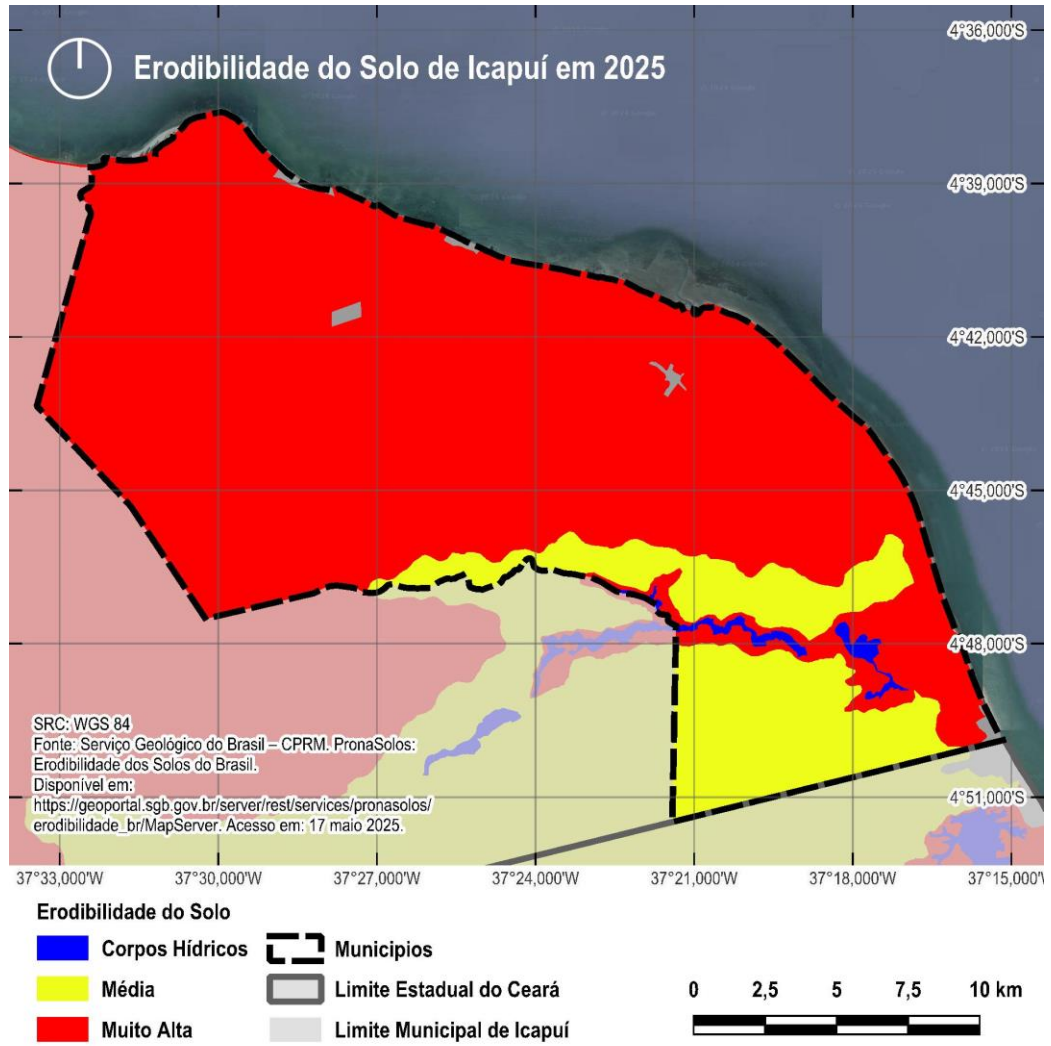 Erodibilidade do Solo de Icapuí em 2025
4°36,000'S
4°39,000'S
4°42,000'S
4°45,000'S
4°48,000'S
4°51,000'S
SRC: WGS 84
Fonte: Serviço Geológico do Brasil – CPRM. PronaSolos:
Erodibilidade dos Solos do Brasil.
Disponível em:
https://geoportal.sgb.gov.br/server/rest/services/pronasolos/
erodibilidade_br/MapServer. Acesso em: 17 maio 2025.
37°33,000'W 37°30,000'W 37°27,000'W 37°24,000'W 37°21,000'W 37°18,000'W 37°15,000'W
Erodibilidade do Solo
Corpos Hídricos
Média
Muito Alta
Municipios
Limite Estadual do Ceará
Limite Municipal de Icapuí
0 2,5 5 7,5 10 km